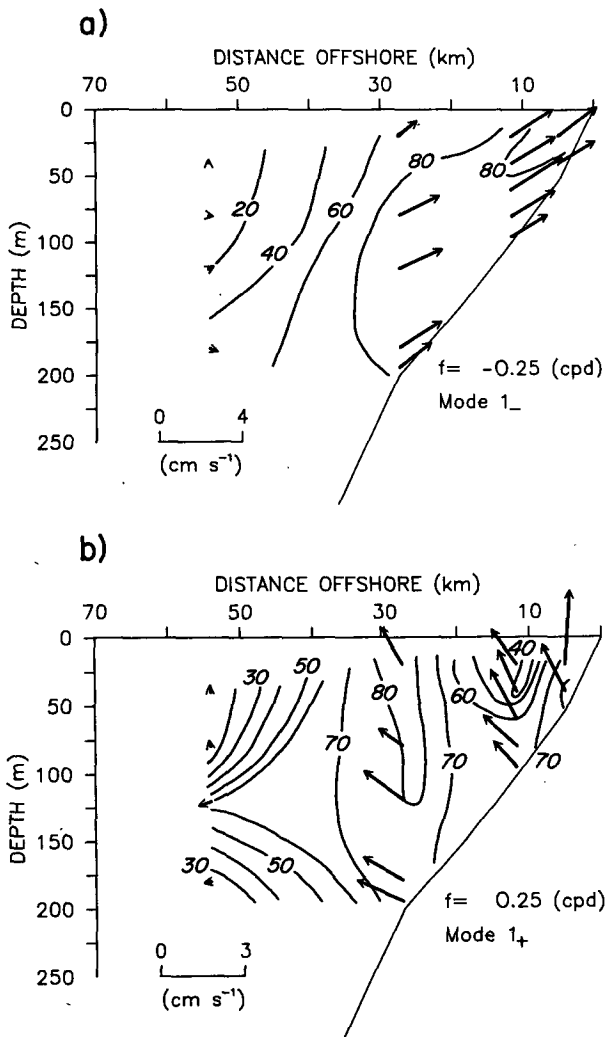 a)
DISTANCE OFFSHORE (km)
70 50 30 10
0
50
100
150
200
250
DEPTH (m)
20
40
60
80
80
0 4
(cm s⁻¹)
f= -0.25 (cpd)
Mode 1₋
b)
DISTANCE OFFSHORE (km)
70 50 30 10
0
50
100
150
200
250
DEPTH (m)
30
50
70
80
60
40
70
70
30
50
0 3
(cm s⁻¹)
f= 0.25 (cpd)
Mode 1₊